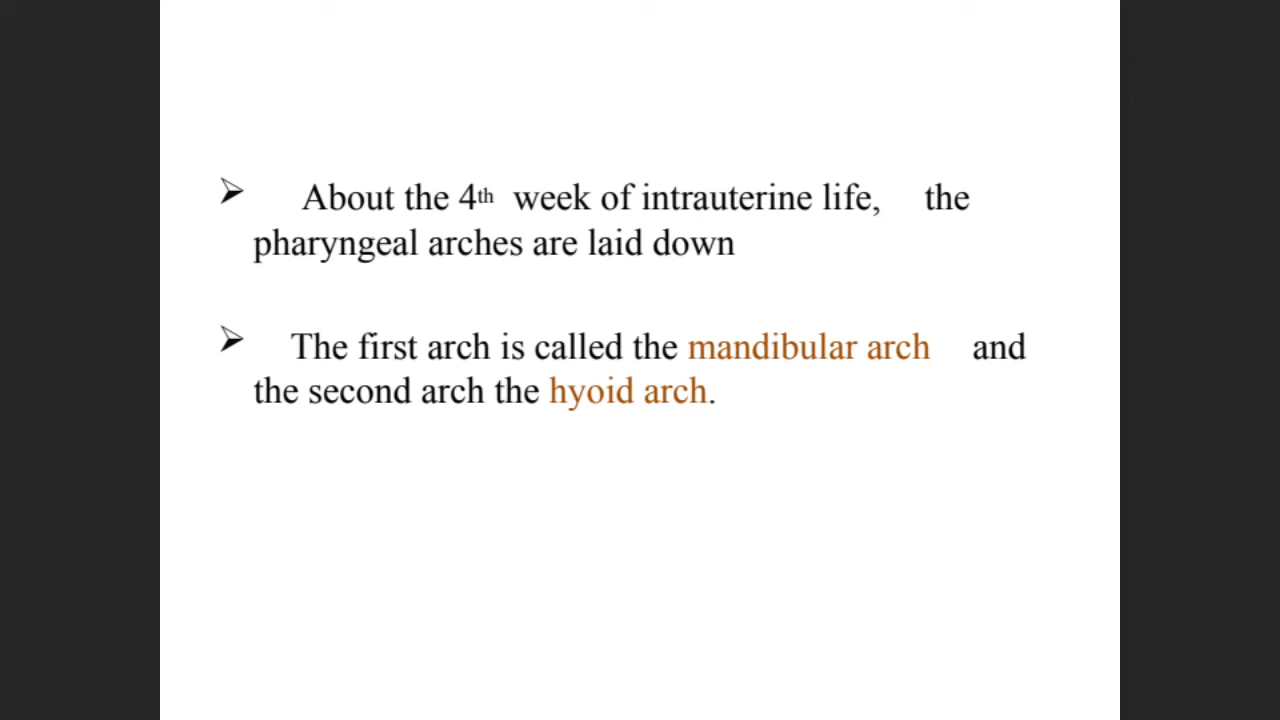 ➢ About the 4th week of intrauterine life, the
pharyngeal arches are laid down
➢ The first arch is called the mandibular arch and
the second arch the hyoid arch.